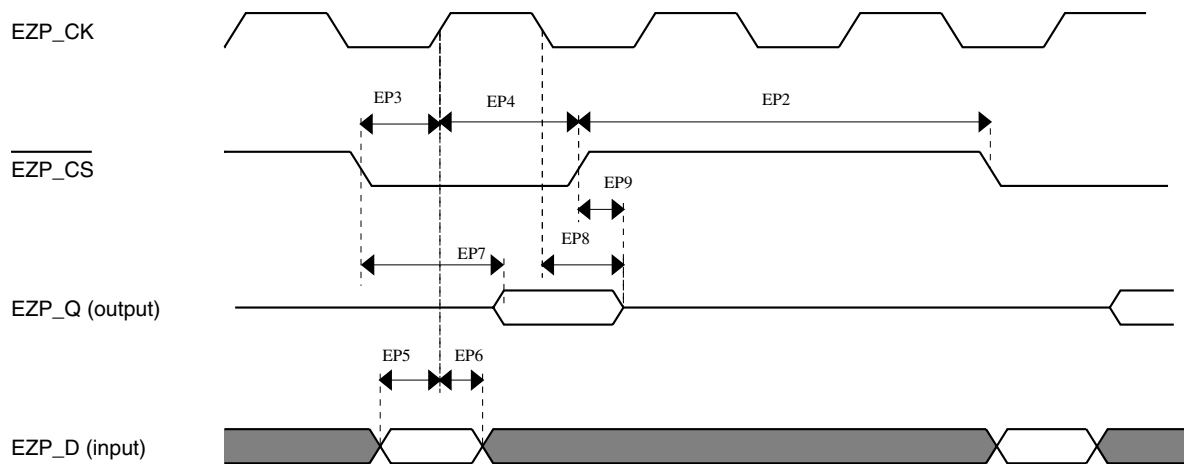 EZP_CK
EP3
EP4
EP2
EZP_CS
EP9
EP8
EP7
EZP_Q (output)
EP5
EP6
EZP_D (input)